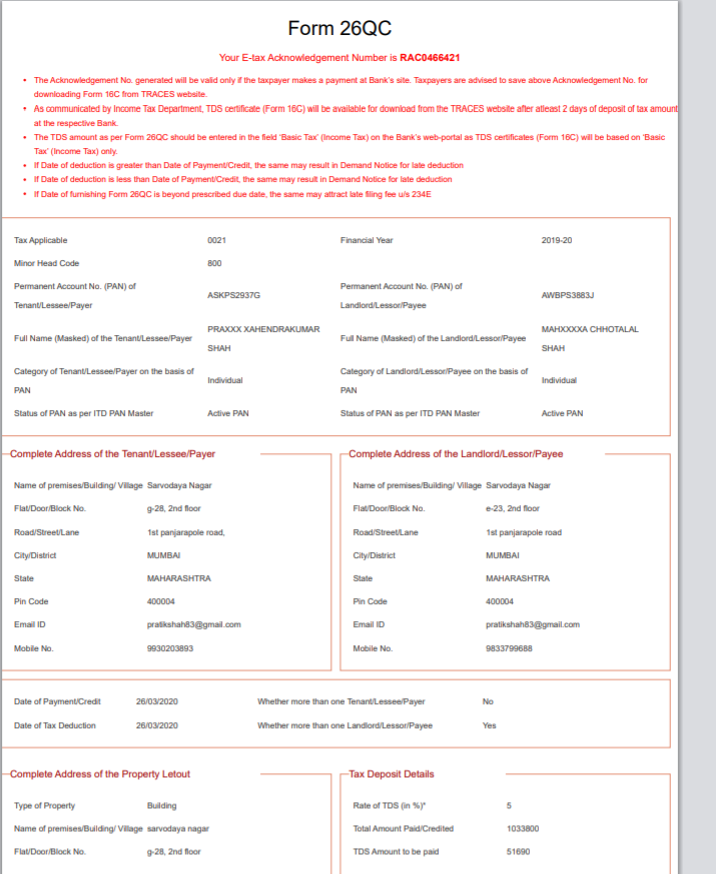 Form 26QC
Your E-tax Acknowledgement Number is RAC0466421
• The Acknowledgement No. generated will be valid only if the taxpayer makes a payment at Bank's site. Taxpayers are advised to save above Acknowledgement No. for
downloading Form 16C from TRACES website.
• As communicated by Income Tax Department, TDS certificate (Form 16C) will be available for download from the TRACES website after atleast 2 days of deposit of tax amount
at the respective Bank.
• The TDS amount as per Form 26QC should be entered in the field 'Basic Tax' (Income Tax) on the Bank's web-portal as TDS certificates (Form 16C) will be based on 'Basic
Tax' (Income Tax) only.
• If Date of deduction is greater than Date of Payment/Credit, the same may result in Demand Notice for late deduction
• If Date of deduction is less than Date of Payment/Credit, the same may result in Demand Notice for late deduction
• If Date of furnishing Form 26QC is beyond prescribed due date, the same may attract late filing fee u/s 234E
Tax Applicable 0021 Financial Year 2019-20
Minor Head Code 800
Permanent Account No. (PAN) of Tenant/Lessee/Payer ASKPS2937G Permanent Account No. (PAN) of Landlord/Lessor/Payee AWBPS3883J
Full Name (Masked) of the Tenant/Lessee/Payer PRAXXX XAHENDRAKUMAR SHAH Full Name (Masked) of the Landlord/Lessor/Payee MAHXXXXA CHHOTALAL SHAH
Category of Tenant/Lessee/Payer on the basis of PAN Individual Category of Landlord/Lessor/Payee on the basis of PAN Individual
Status of PAN as per ITD PAN Master Active PAN Status of PAN as per ITD PAN Master Active PAN
Complete Address of the Tenant/Lessee/Payer
Name of premises/Building/ Village Sarvodaya Nagar
Flat/Door/Block No. g-28, 2nd floor
Road/Street/Lane 1st panjarapole road,
City/District MUMBAI
State MAHARASHTRA
Pin Code 400004
Email ID pratikshah83@gmail.com
Mobile No. 9930203893
Complete Address of the Landlord/Lessor/Payee
Name of premises/Building/ Village Sarvodaya Nagar
Flat/Door/Block No. e-23, 2nd floor
Road/Street/Lane 1st panjarapole road
City/District MUMBAI
State MAHARASHTRA
Pin Code 400004
Email ID pratikshah83@gmail.com
Mobile No. 9833799688
Date of Payment/Credit 26/03/2020 Whether more than one Tenant/Lessee/Payer No
Date of Tax Deduction 26/03/2020 Whether more than one Landlord/Lessor/Payee Yes
Complete Address of the Property Letout
Type of Property Building
Name of premises/Building/ Village sarvodaya nagar
Flat/Door/Block No. g-28, 2nd floor
Tax Deposit Details
Rate of TDS (in %)* 5
Total Amount Paid/Credited 1033800
TDS Amount to be paid 51690